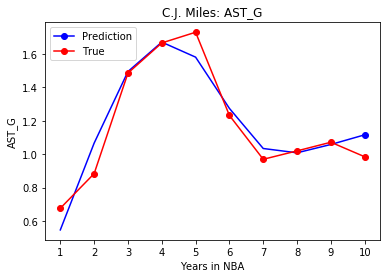 C.J. Miles: AST_G
Prediction
True
AST_G
1.6
1.4
1.2
1.0
0.8
0.6
1 2 3 4 5 6 7 8 9 10
Years in NBA